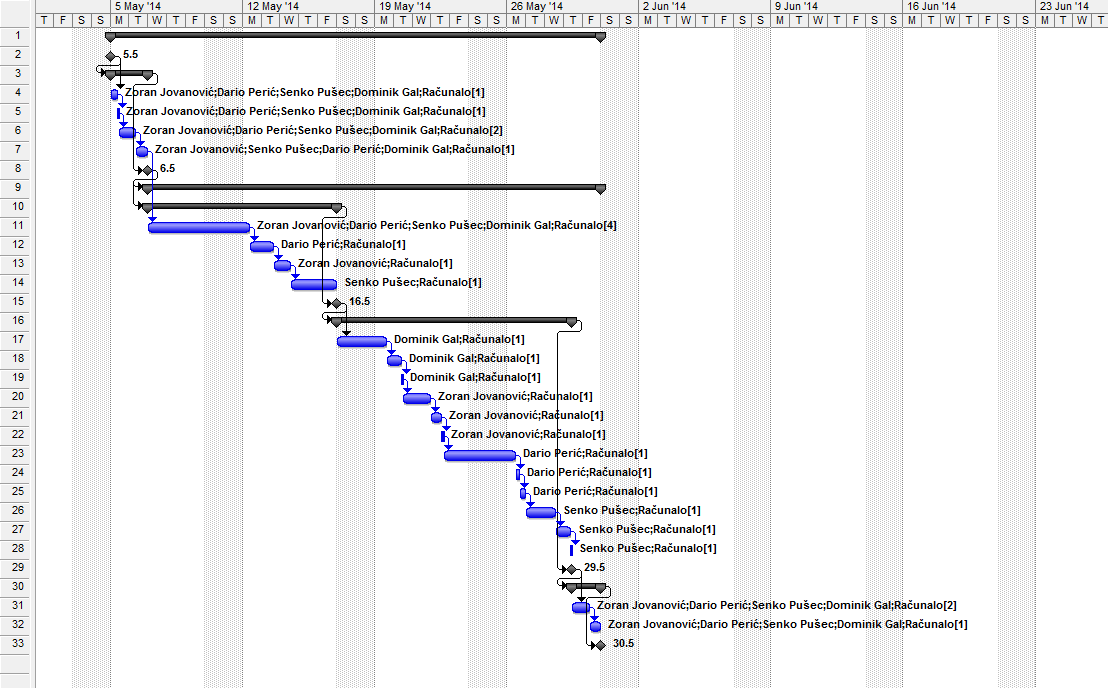 5 May '14 12 May '14 19 May '14 26 May '14 2 Jun '14 9 Jun '14 16 Jun '14 23 Jun '14
T F S S M T W T F S S M T W T F S S M T W T F S S M T W T F S S M T W T F S S M T W T F S S M T W T F S S M T W T
1
2 5.5
3
4 Zoran Jovanović;Dario Perić;Senko Pušec;Dominik Gal;Računalo[1]
5 Zoran Jovanović;Dario Perić;Senko Pušec;Dominik Gal;Računalo[1]
6 Zoran Jovanović;Dario Perić;Senko Pušec;Dominik Gal;Računalo[2]
7 Zoran Jovanović;Senko Pušec;Dario Perić;Dominik Gal;Računalo[1]
8 6.5
9
10
11 Zoran Jovanović;Dario Perić;Senko Pušec;Dominik Gal;Računalo[4]
12 Dario Perić;Računalo[1]
13 Zoran Jovanović;Računalo[1]
14 Senko Pušec;Računalo[1]
15 16.5
16
17 Dominik Gal;Računalo[1]
18 Dominik Gal;Računalo[1]
19 Dominik Gal;Računalo[1]
20 Zoran Jovanović;Računalo[1]
21 Zoran Jovanović;Računalo[1]
22 Zoran Jovanović;Računalo[1]
23 Dario Perić;Računalo[1]
24 Dario Perić;Računalo[1]
25 Dario Perić;Računalo[1]
26 Senko Pušec;Računalo[1]
27 Senko Pušec;Računalo[1]
28 Senko Pušec;Računalo[1]
29 29.5
30
31 Zoran Jovanović;Dario Perić;Senko Pušec;Dominik Gal;Računalo[2]
32 Zoran Jovanović;Dario Perić;Senko Pušec;Dominik Gal;Računalo[1]
33 30.5